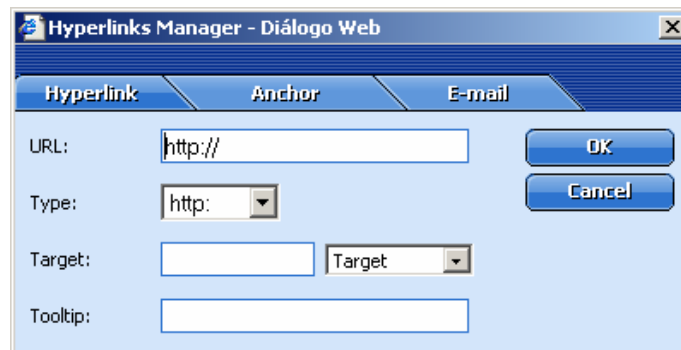 Hyperlinks Manager - Diálogo Web
Hyperlink Anchor E-mail
URL: http:// OK
Type: http: Cancel
Target: Target
Tooltip: